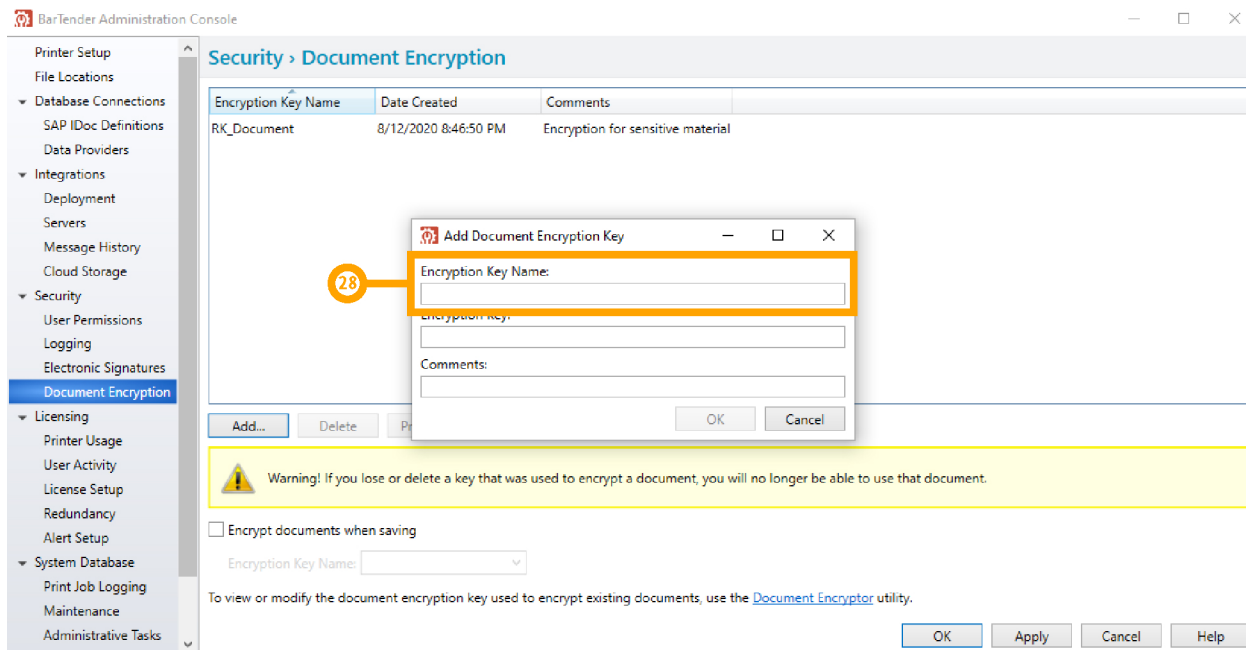 BarTender Administration Console
Printer Setup
File Locations
Database Connections
SAP IDoc Definitions
Data Providers
Integrations
Deployment
Servers
Message History
Cloud Storage
Security
User Permissions
Logging
Electronic Signatures
Document Encryption
Licensing
Printer Usage
User Activity
License Setup
Redundancy
Alert Setup
System Database
Print Job Logging
Maintenance
Administrative Tasks
Security › Document Encryption
Encryption Key Name Date Created Comments
RK_Document 8/12/2020 8:46:50 PM Encryption for sensitive material
Add Document Encryption Key
28
Encryption Key Name:
Encryption Key:
Comments:
OK Cancel
Add... Delete
Warning! If you lose or delete a key that was used to encrypt a document, you will no longer be able to use that document.
Encrypt documents when saving
Encryption Key Name:
To view or modify the document encryption key used to encrypt existing documents, use the Document Encryptor utility.
OK Apply Cancel Help